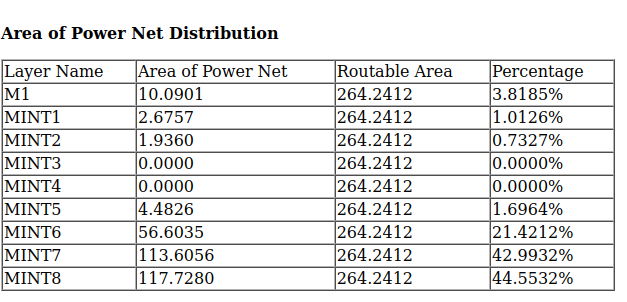 Area of Power Net Distribution
Layer Name Area of Power Net Routable Area Percentage
M1 10.0901 264.2412 3.8185%
MINT1 2.6757 264.2412 1.0126%
MINT2 1.9360 264.2412 0.7327%
MINT3 0.0000 264.2412 0.0000%
MINT4 0.0000 264.2412 0.0000%
MINT5 4.4826 264.2412 1.6964%
MINT6 56.6035 264.2412 21.4212%
MINT7 113.6056 264.2412 42.9932%
MINT8 117.7280 264.2412 44.5532%